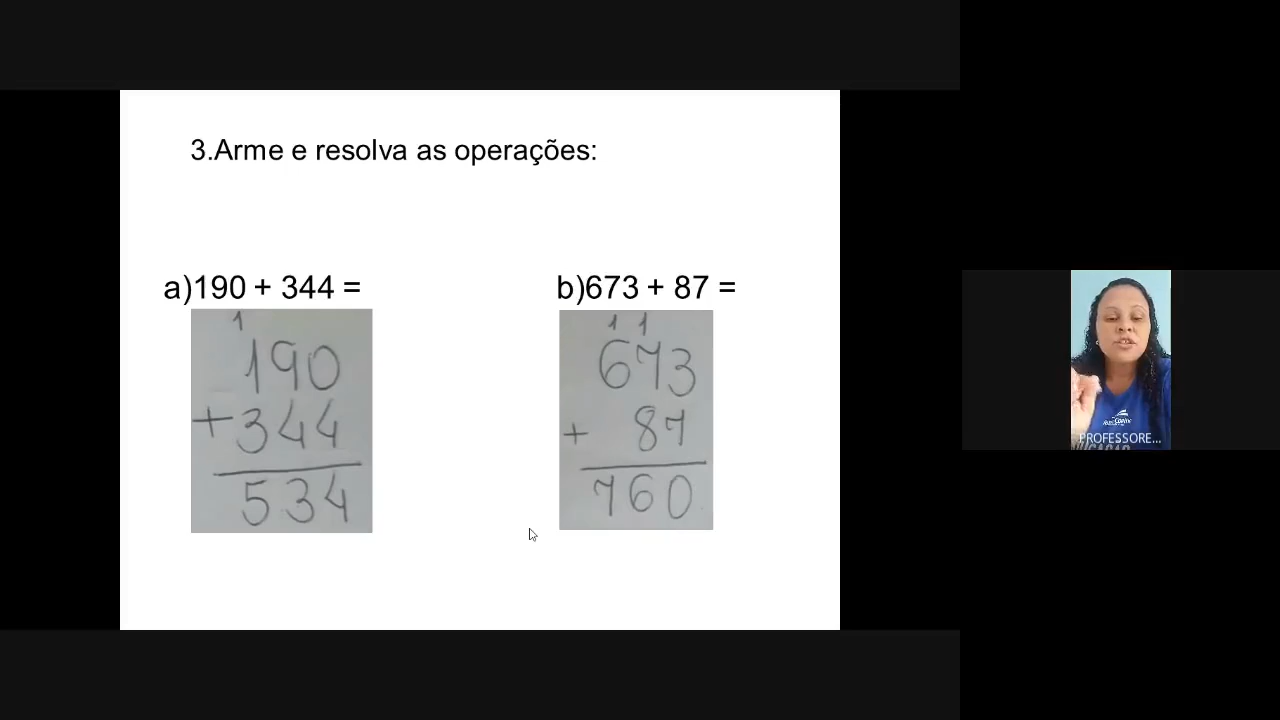 3.Arme e resolva as operações:
a)190 + 344 =
1
190
+344
534
b)673 + 87 =
1 1
673
+ 87
760
PROFESSORE...